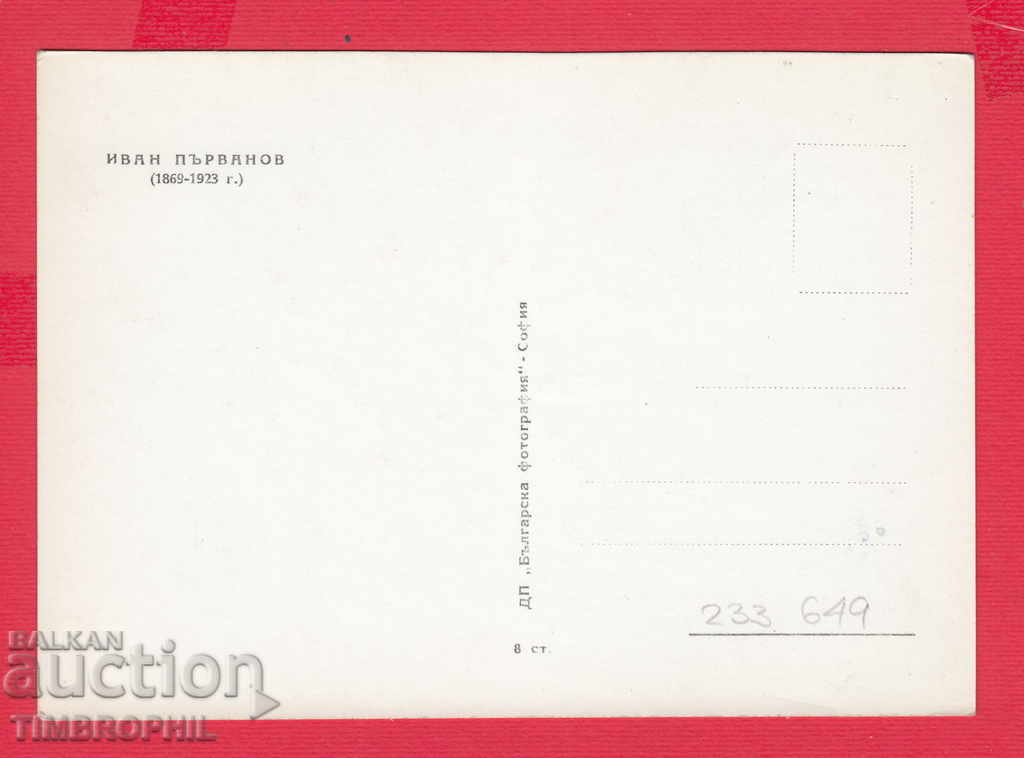 ИВАН ПЪРВАНОВ
(1869-1923 г.)
ДП „Българска фотография“ - София
8 ст.
233 649
BALKAN
auction
TIMBROPHIL